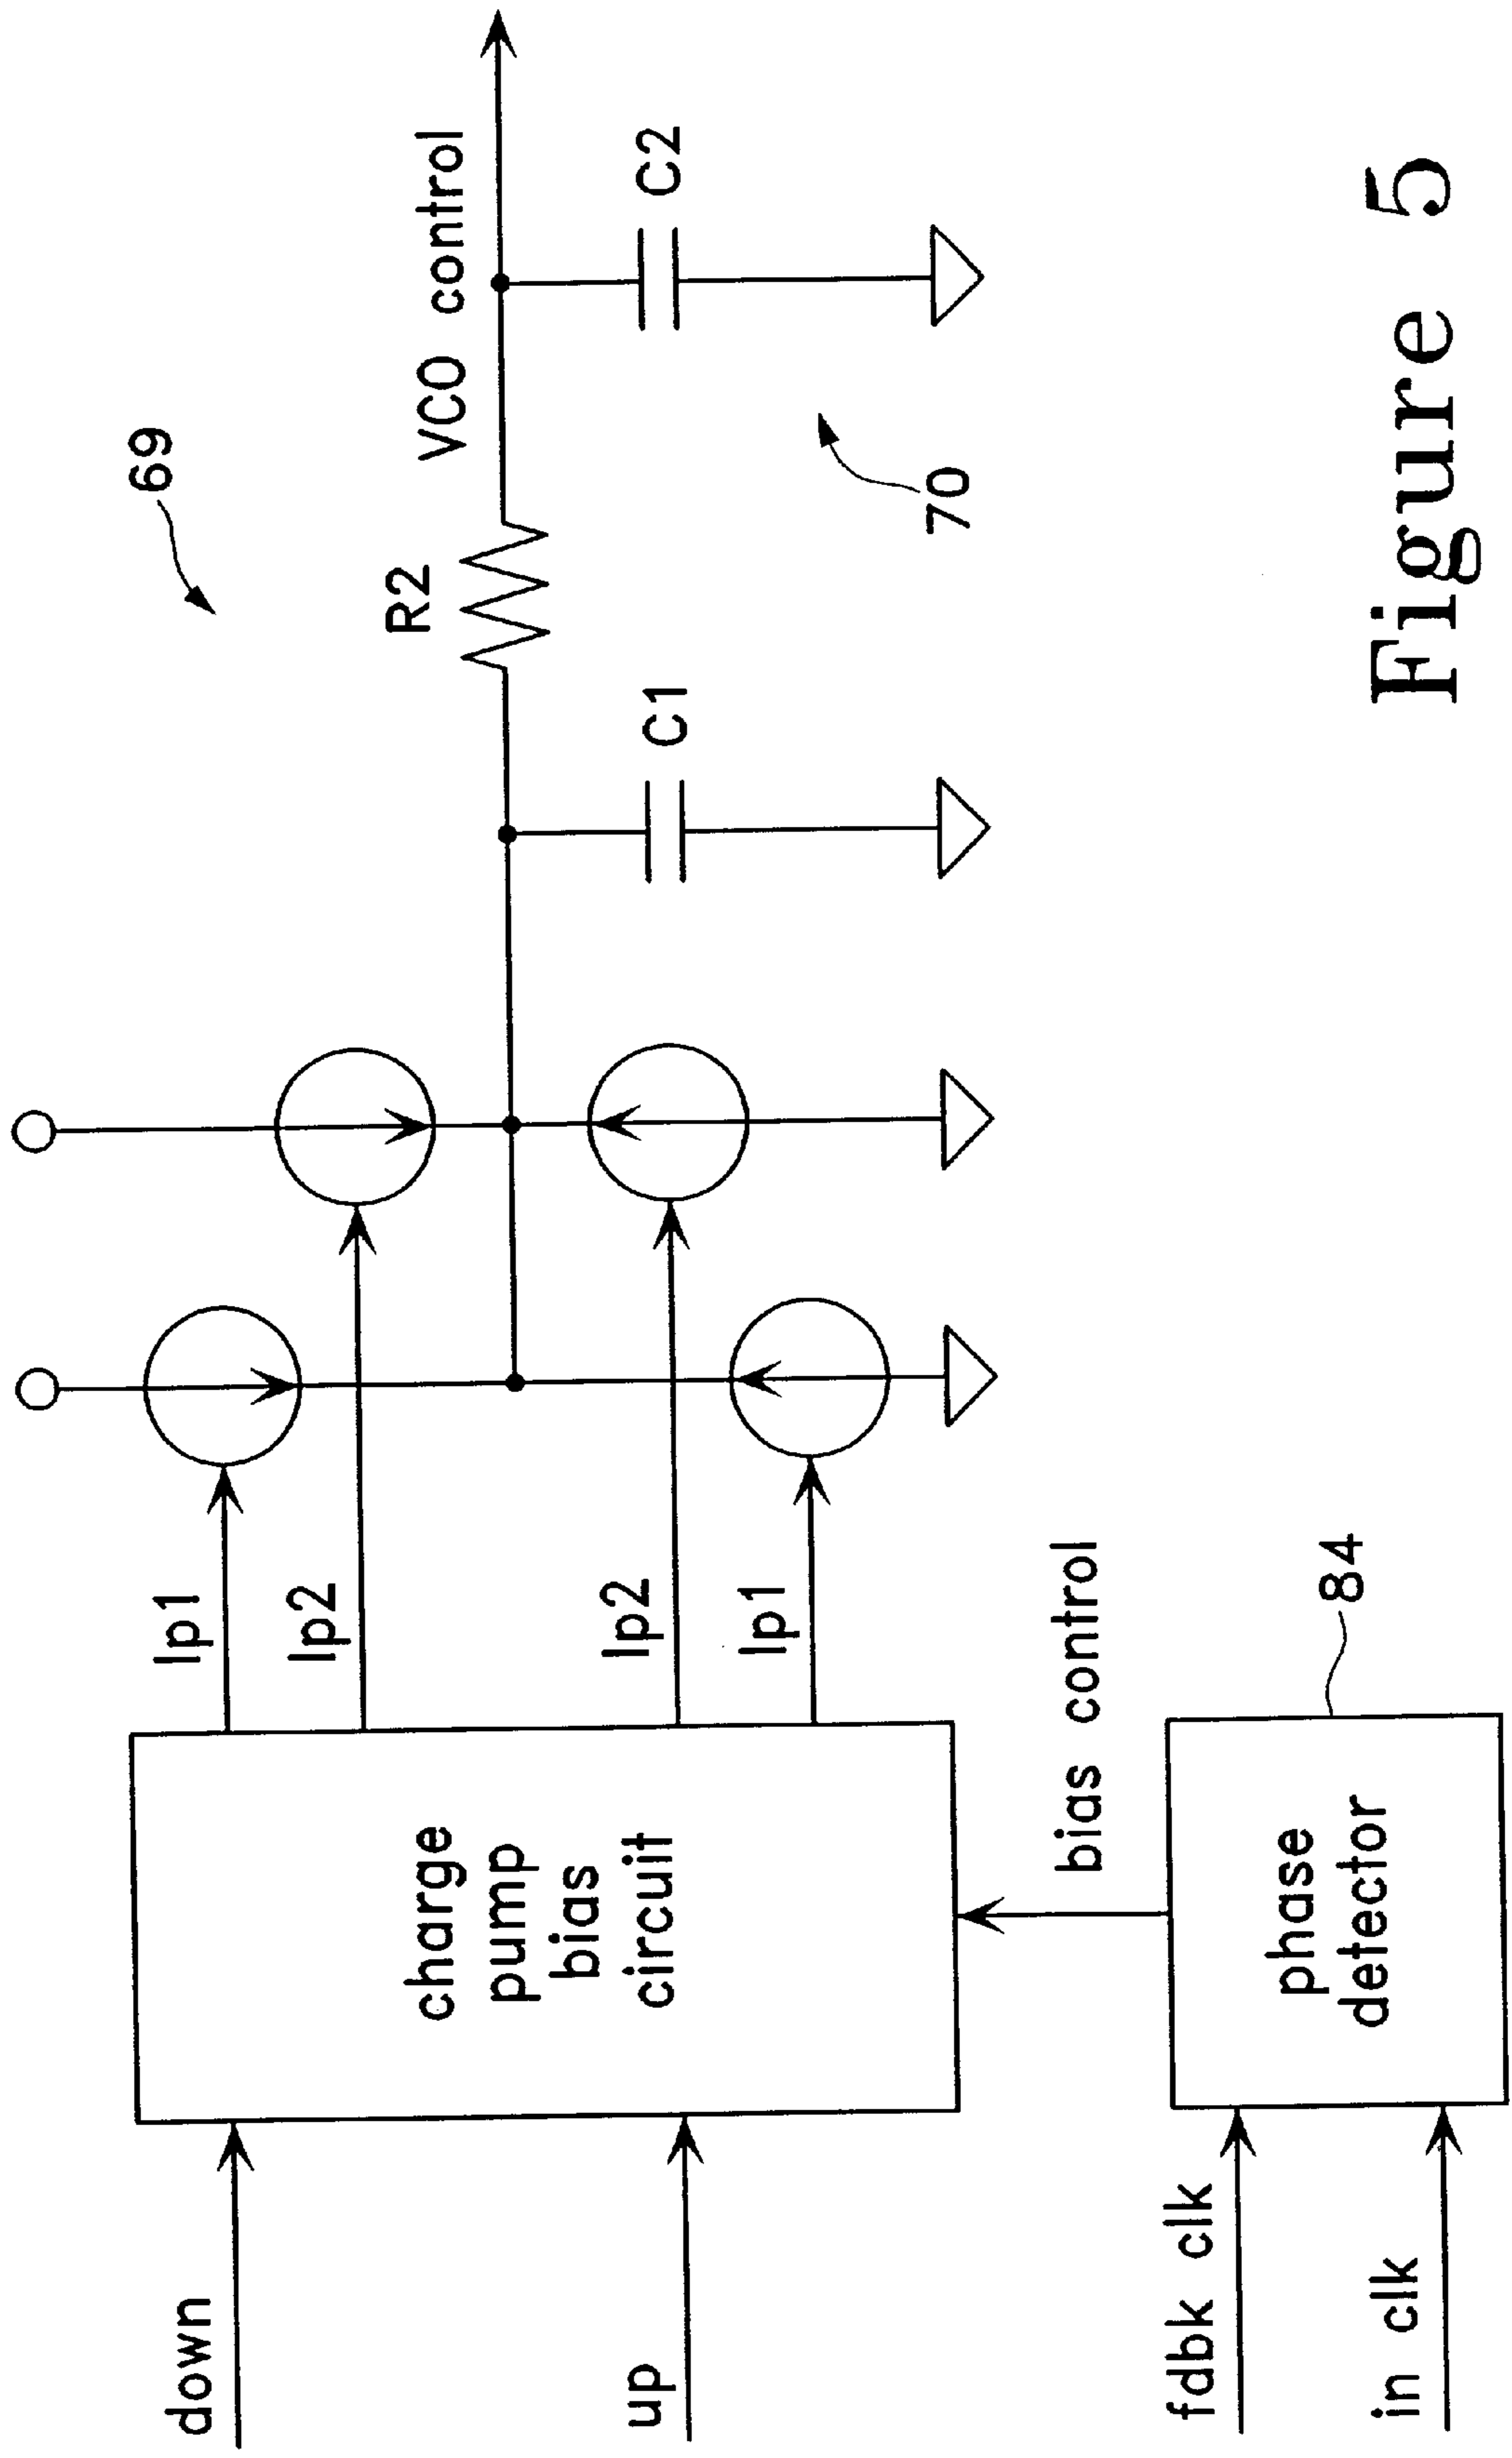 69
down
Ip1
Ip2
R2
VCO control
charge
pump
bias
circuit
C1
C2
up
Ip2
Ip1
70
bias control
fdbk clk
phase
detector
84
in clk
Figure 5